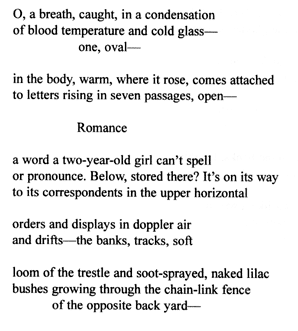 O, a breath, caught, in a condensation
of blood temperature and cold glass—
one, oval—
in the body, warm, where it rose, comes attached
to letters rising in seven passages, open—
Romance
a word a two-year-old girl can't spell
or pronounce. Below, stored there? It's on its way
to its correspondents in the upper horizontal
orders and displays in doppler air
and drifts—the banks, tracks, soft
loom of the trestle and soot-sprayed, naked lilac
bushes growing through the chain-link fence
of the opposite back yard—